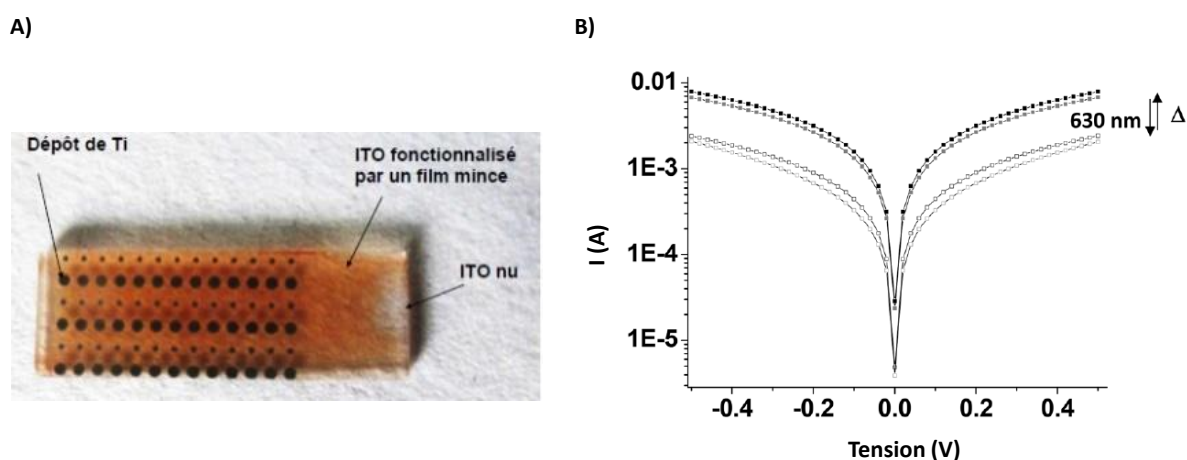 A)
Dépôt de Ti
ITO fonctionnalisé
par un film mince
ITO nu
B)
0.01
1E-3
1E-4
1E-5
I (A)
630 nm
Δ
-0.4
-0.2
0.0
0.2
0.4
Tension (V)